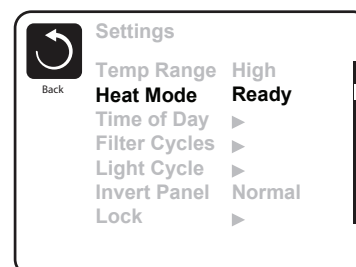 Settings
Back
Temp Range High
Heat Mode Ready
Time of Day ▶
Filter Cycles ▶
Light Cycle ▶
Invert Panel Normal
Lock ▶